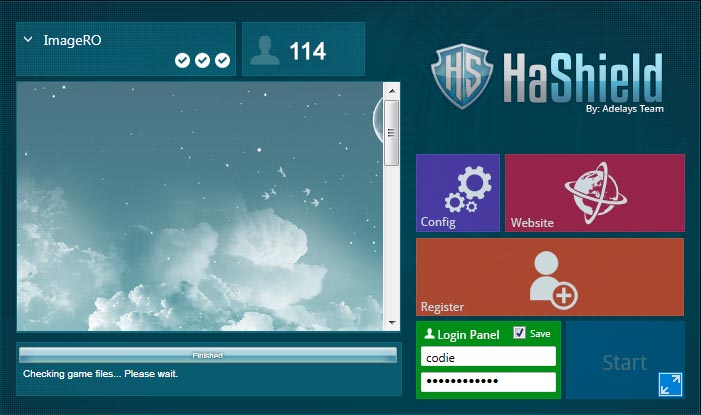 ImageRO
114
HS
HaShield
By: Adelays Team
Config
Website
Register
Finished
Checking game files... Please wait.
Login Panel
Save
codie
••••••••••••
Start